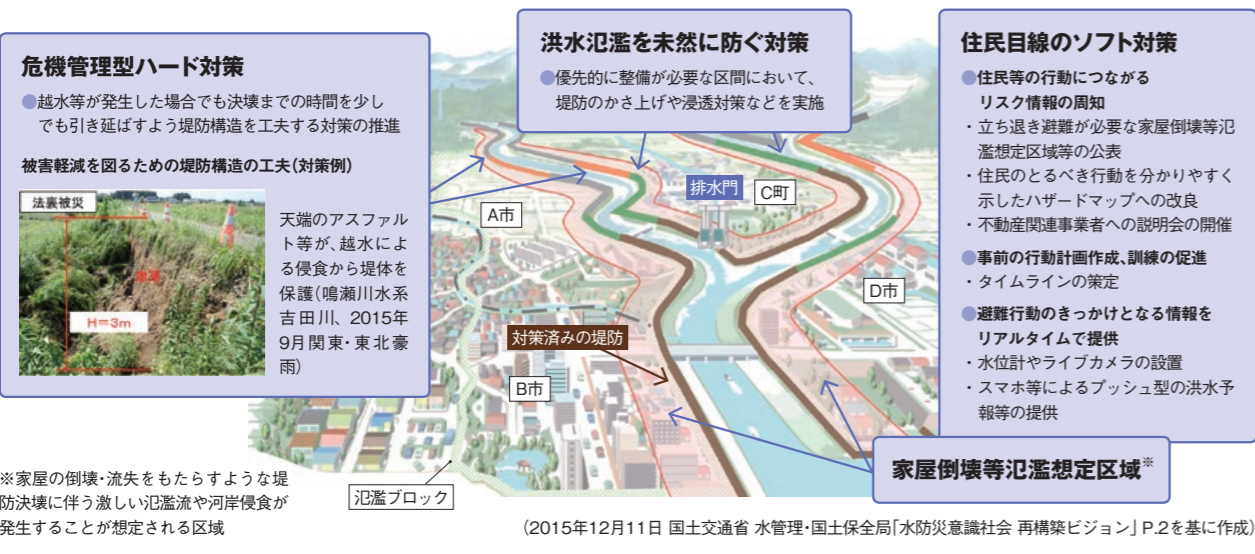 危機管理型ハード対策
●越水等が発生した場合でも決壊までの時間を少し
でも引き延ばすよう堤防構造を工夫する対策の推進
被害軽減を図るための堤防構造の工夫(対策例)
法裏被災
崩落
H=3m
天端のアスファル
ト等が、越水によ
る侵食から堤体を
保護(鳴瀬川水系
吉田川、2015年
9月関東・東北豪
雨)
洪水氾濫を未然に防ぐ対策
●優先的に整備が必要な区間において、
堤防のかさ上げや浸透対策などを実施
住民目線のソフト対策
●住民等の行動につながる
リスク情報の周知
・立ち退き避難が必要な家屋倒壊等氾
濫想定区域等の公表
・住民のとるべき行動を分かりやすく
示したハザードマップへの改良
・不動産関連事業者への説明会の開催
●事前の行動計画作成、訓練の促進
・タイムラインの策定
●避難行動のきっかけとなる情報を
リアルタイムで提供
・水位計やライブカメラの設置
・スマホ等によるプッシュ型の洪水予
報等の提供
排水門
C町
A市
D市
対策済みの堤防
B市
家屋倒壊等氾濫想定区域※
氾濫ブロック
※家屋の倒壊・流失をもたらすような堤
防決壊に伴う激しい氾濫流や河岸侵食が
発生することが想定される区域
(2015年12月11日 国土交通省 水管理・国土保全局「水防災意識社会 再構築ビジョン」 P.2を基に作成)